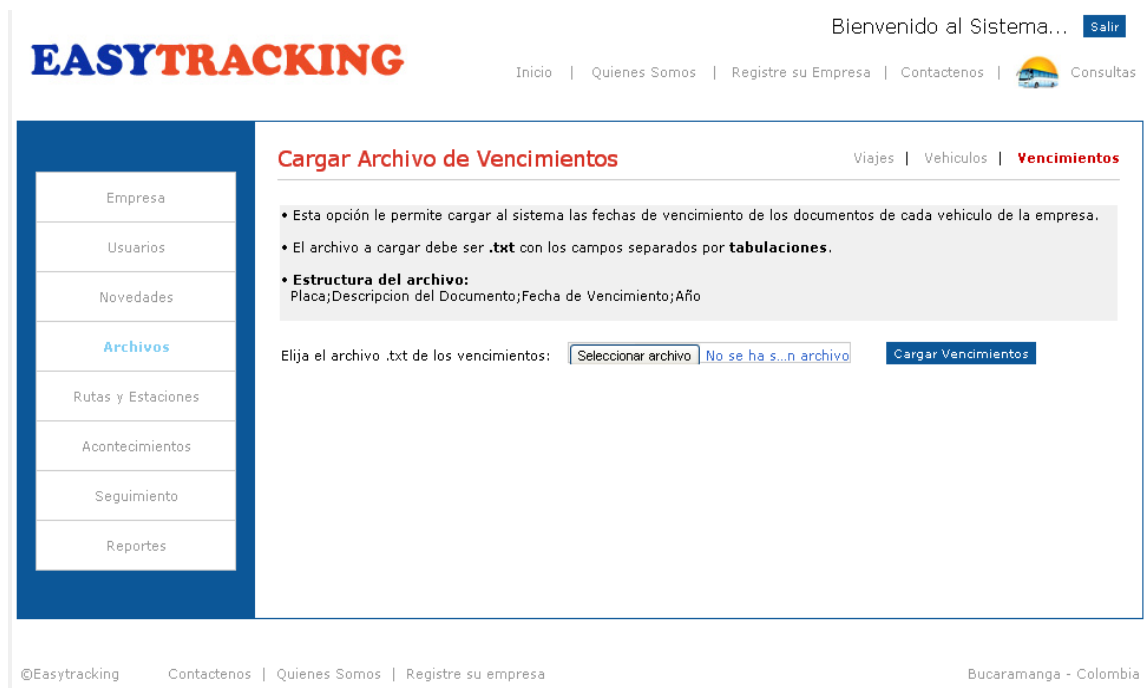 Bienvenido al Sistema... Salir
EASYTRACKING
Inicio | Quienes Somos | Registre su Empresa | Contactenos | Consultas
Cargar Archivo de Vencimientos
Viajes | Vehiculos | Vencimientos
Empresa
Usuarios
Novedades
Archivos
Rutas y Estaciones
Acontecimientos
Seguimiento
Reportes
• Esta opción le permite cargar al sistema las fechas de vencimiento de los documentos de cada vehiculo de la empresa.
• El archivo a cargar debe ser .txt con los campos separados por tabulaciones.
• Estructura del archivo:
Placa;Descripcion del Documento;Fecha de Vencimiento;Año
Elija el archivo .txt de los vencimientos: Seleccionar archivo No se ha s...n archivo Cargar Vencimientos
©Easytracking Contactenos | Quienes Somos | Registre su empresa Bucaramanga - Colombia